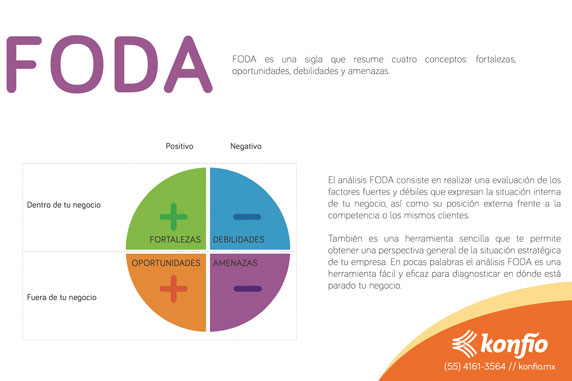 FODA
FODA es una sigla que resume cuatro conceptos: fortalezas,
oportunidades, debilidades y amenazas.
Positivo
Negativo
Dentro de tu negocio
FORTALEZAS
DEBILIDADES
OPORTUNIDADES
AMENAZAS
Fuera de tu negocio
El análisis FODA consiste en realizar una evaluación de los
factores fuertes y débiles que expresan la situación interna
de tu negocio, así como su posición externa frente a la
competencia o los mismos clientes.
También es una herramienta sencilla que te permite
obtener una perspectiva general de la situación estratégica
de tu empresa. En pocas palabras el análisis FODA es una
herramienta fácil y eficaz para diagnosticar en dónde está
parado tu negocio.
konfío
(55) 4161-3564 // konfio.mx